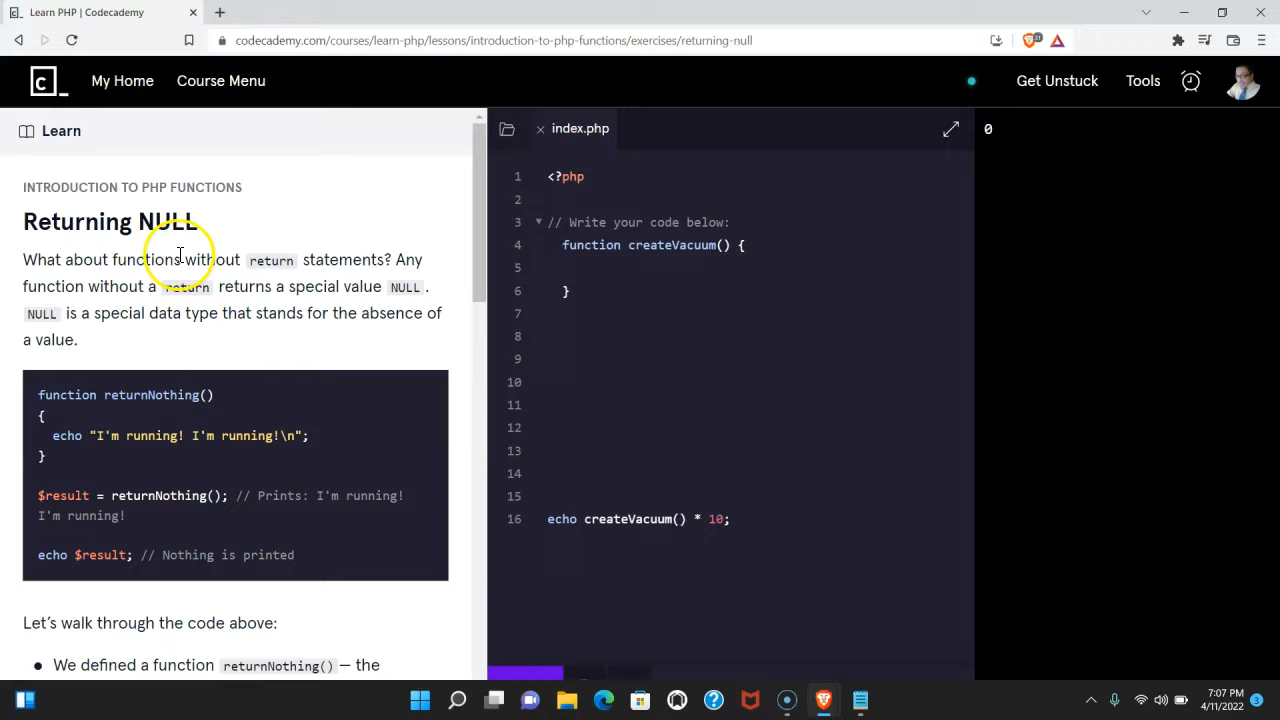 Learn PHP | Codecademy
codecademy.com/courses/learn-php/lessons/introduction-to-php-functions/exercises/returning-null
My Home
Course Menu
Get Unstuck
Tools
Learn
INTRODUCTION TO PHP FUNCTIONS
Returning NULL
What about functions without return statements? Any
function without a return returns a special value NULL.
NULL is a special data type that stands for the absence of
a value.
function returnNothing()
{
echo "I'm running! I'm running!\n";
}
$result = returnNothing(); // Prints: I'm running!
I'm running!
echo $result; // Nothing is printed
Let's walk through the code above:
● We defined a function returnNothing() — the
index.php
1 <?php
2
3 // Write your code below:
4 function createVacuum() {
5
6 }
7
8
9
10
11
12
13
14
15
16 echo createVacuum() * 10;
0
7:07 PM
4/11/2022
3